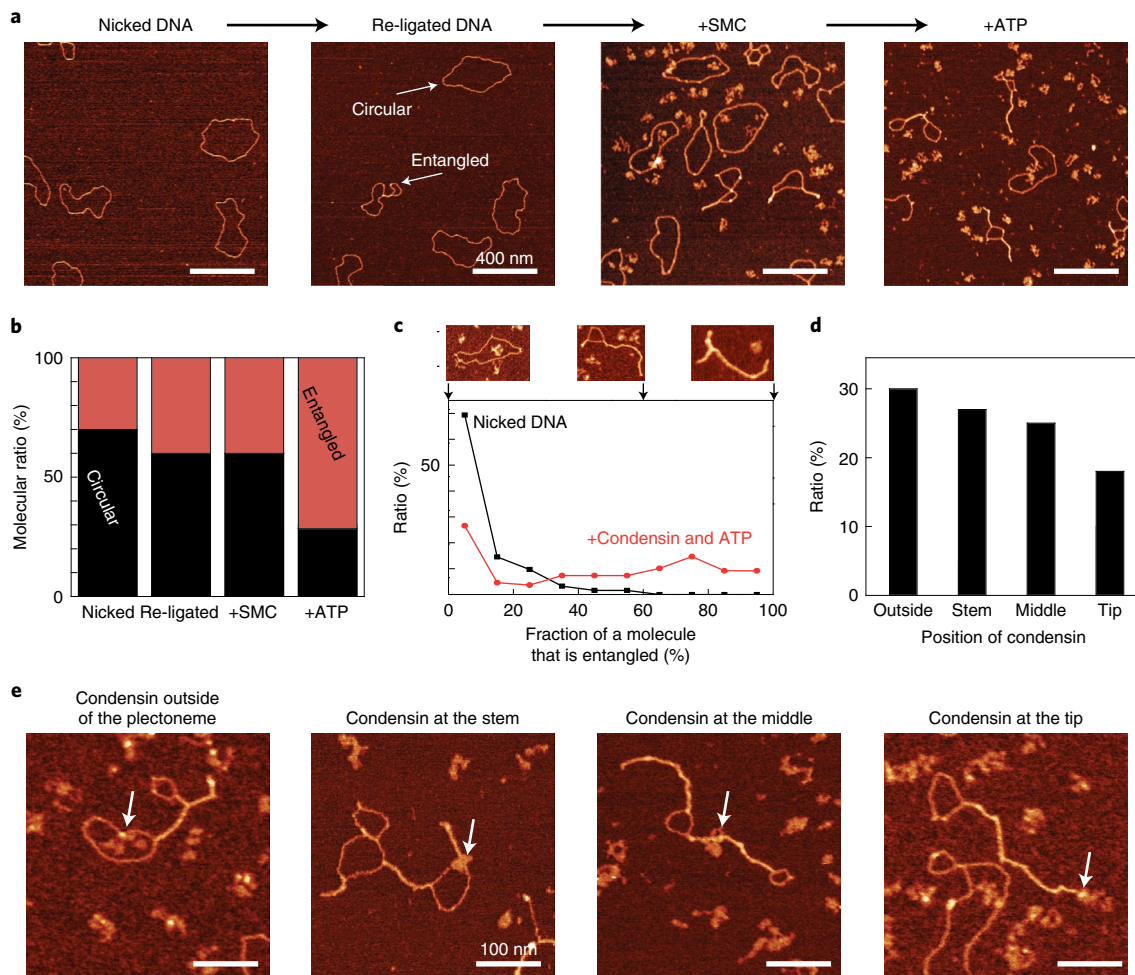 a
Nicked DNA
Re-ligated DNA
+SMC
+ATP
Circular
Entangled
400 nm
b
Molecular ratio (%)
100
50
0
Circular
Entangled
Nicked Re-ligated +SMC +ATP
c
Nicked DNA
+Condensin and ATP
Ratio (%)
50
0 20 40 60 80 100
Fraction of a molecule
that is entangled (%)
d
Ratio (%)
30
20
10
0
Outside Stem Middle Tip
Position of condensin
e
Condensin outside
of the plectoneme
Condensin at the stem
Condensin at the middle
Condensin at the tip
100 nm